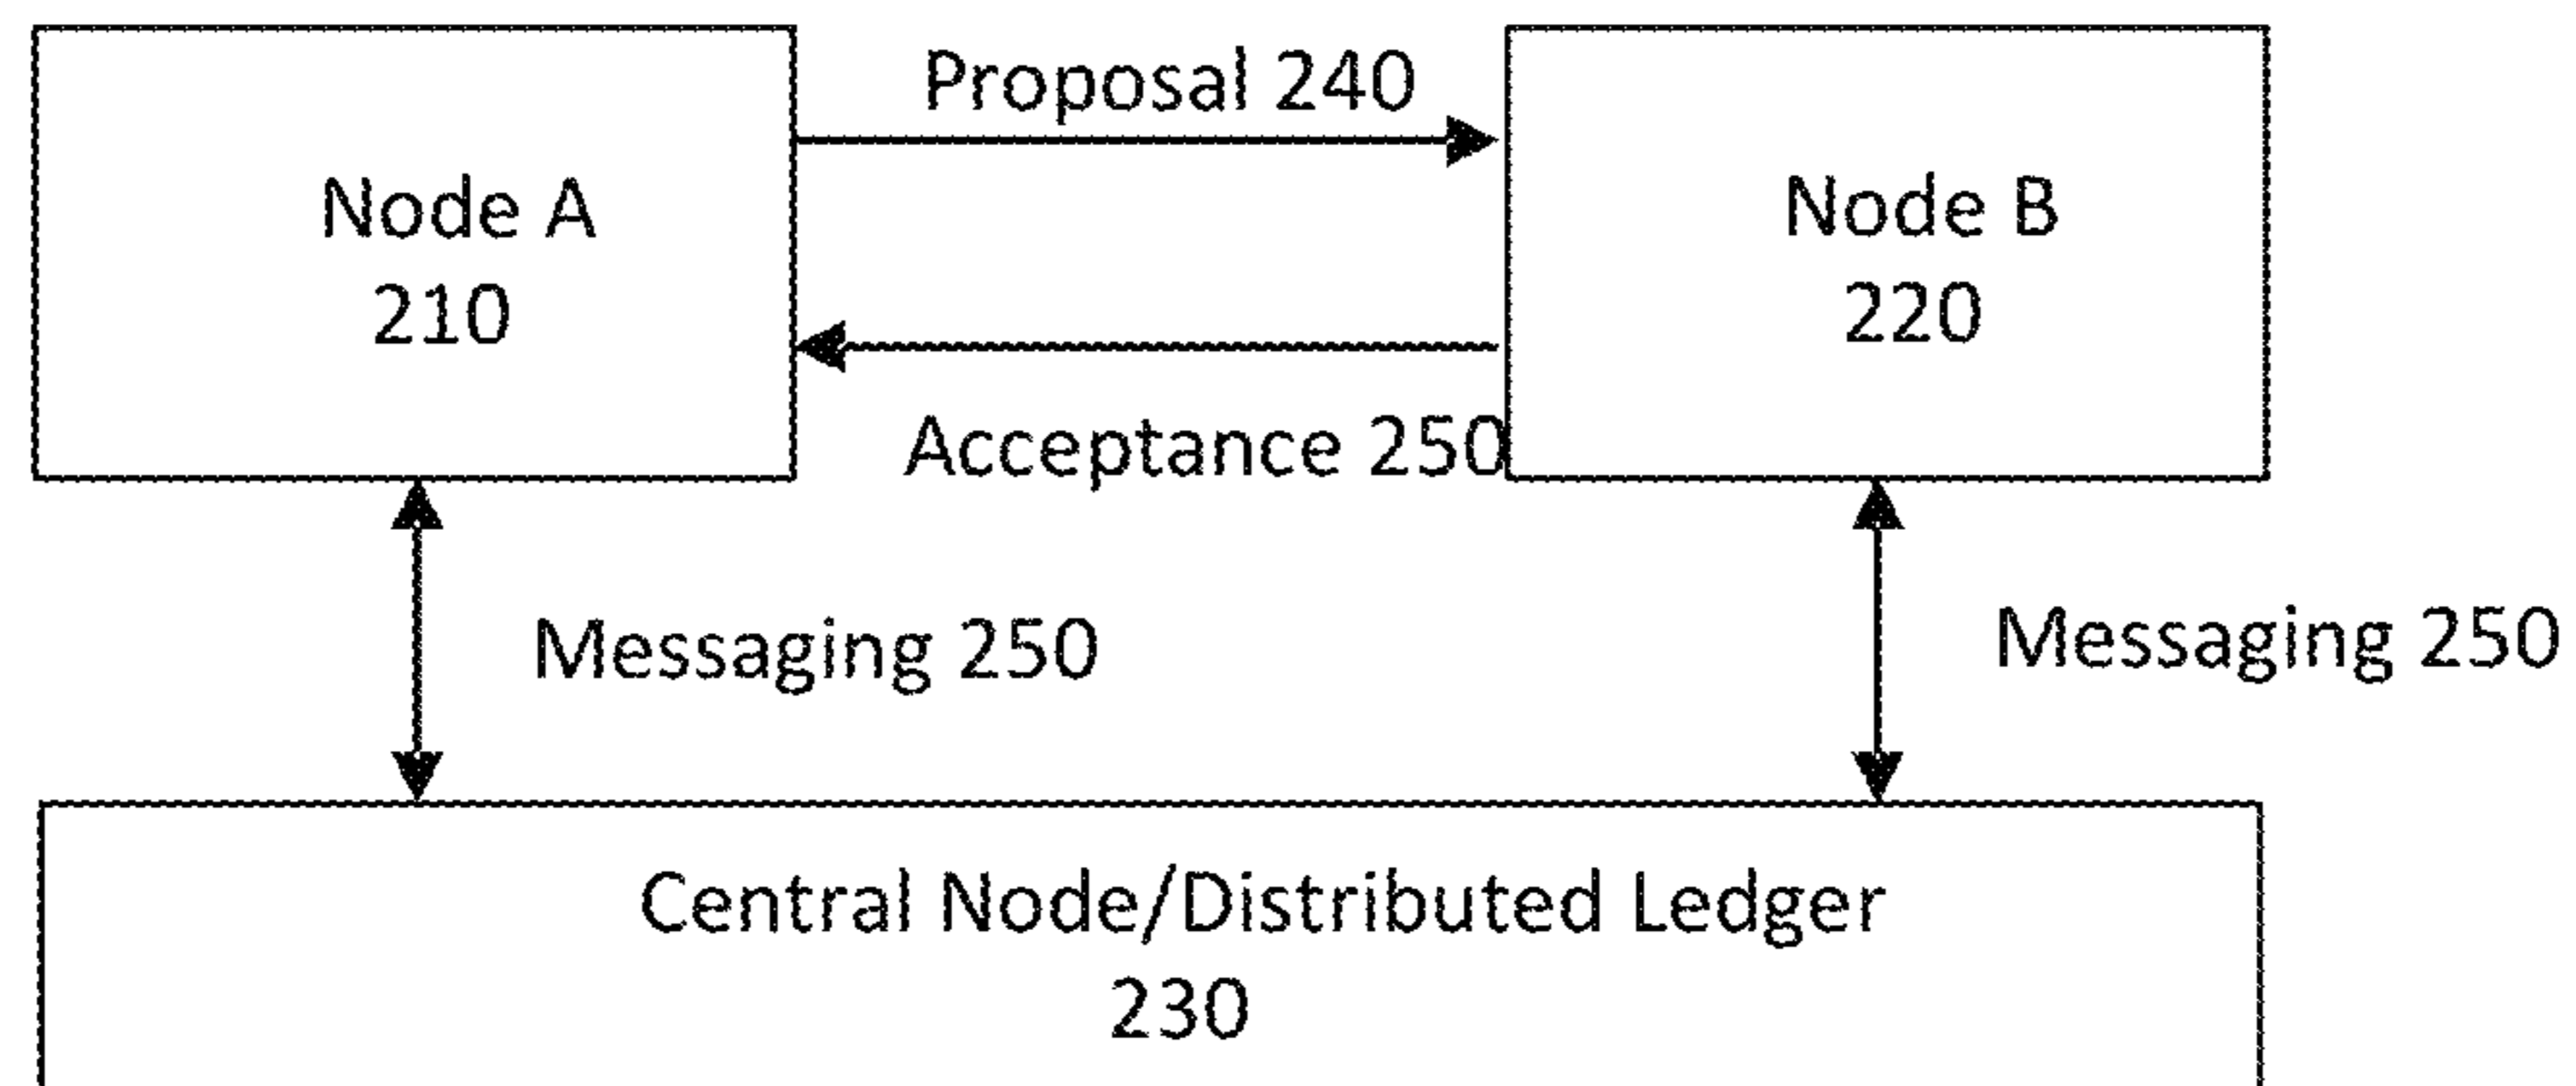 Proposal 240
Node A
210
Node B
220
Acceptance 250
Messaging 250
Messaging 250
Central Node/Distributed Ledger
230